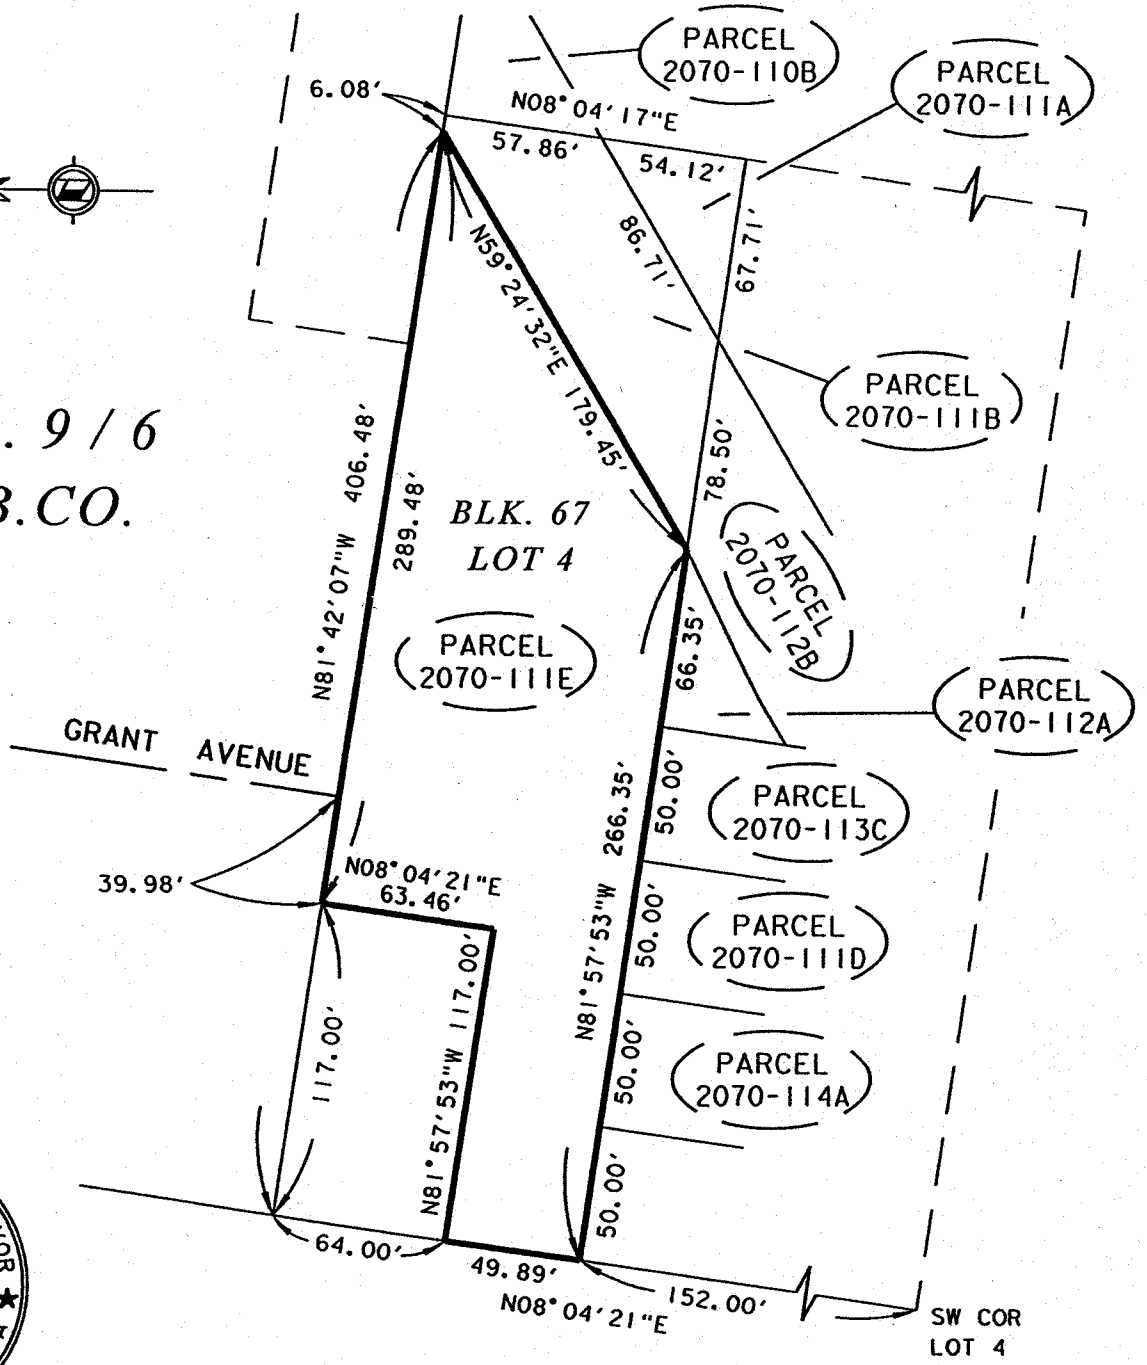 PARCEL
2070-110B
PARCEL
2070-111A
6.08'
N08°04'17"E
57.86'
54.12'
86.71'
67.71'
N59°24'32"E 179.45'
PARCEL
2070-111B
. 9 / 6
B.CO.
N81°42'07"W 406.48'
289.48'
78.50'
BLK. 67
LOT 4
PARCEL
2070-112B
PARCEL
2070-111E
66.35'
PARCEL
2070-112A
GRANT AVENUE
N81°57'53"W 266.35'
50.00'
PARCEL
2070-113C
39.98'
N08°04'21"E
63.46'
50.00'
PARCEL
2070-111D
N81°57'53"W 117.00'
117.00'
50.00'
PARCEL
2070-114A
50.00'
64.00'
49.89'
N08°04'21"E
152.00'
SW COR
LOT 4